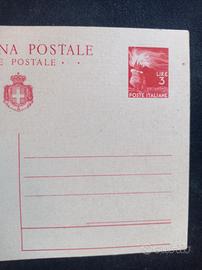 NA POSTALE
E POSTALE • •
LIRE
3
POSTE ITALIANE